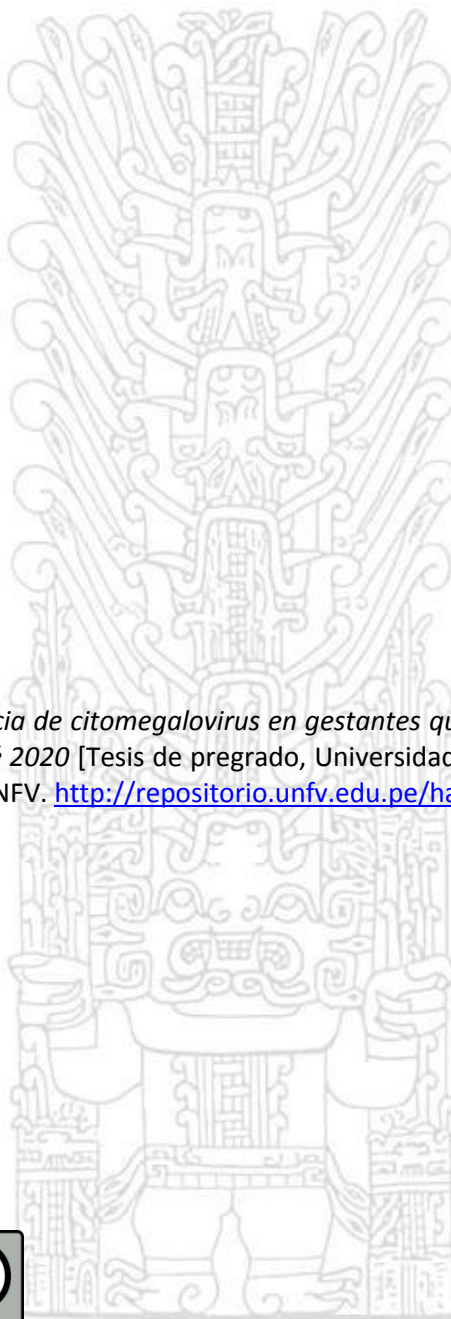 cia de citomegalovirus en gestantes qu
2020 [Tesis de pregrado, Universidad
NFV. http://repositorio.unfv.edu.pe/ha